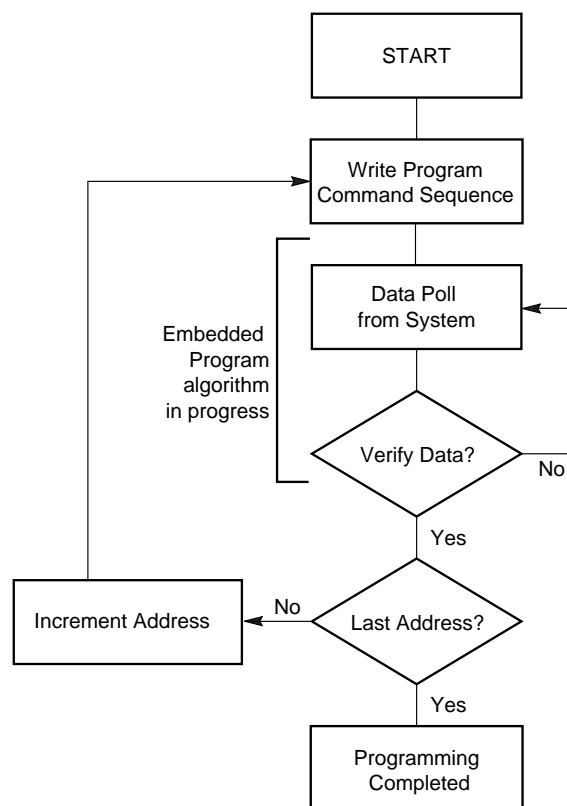 START
Write Program
Command Sequence
Data Poll
from System
Embedded
Program
algorithm
in progress
Verify Data?
No
Yes
Last Address?
No
Increment Address
Yes
Programming
Completed